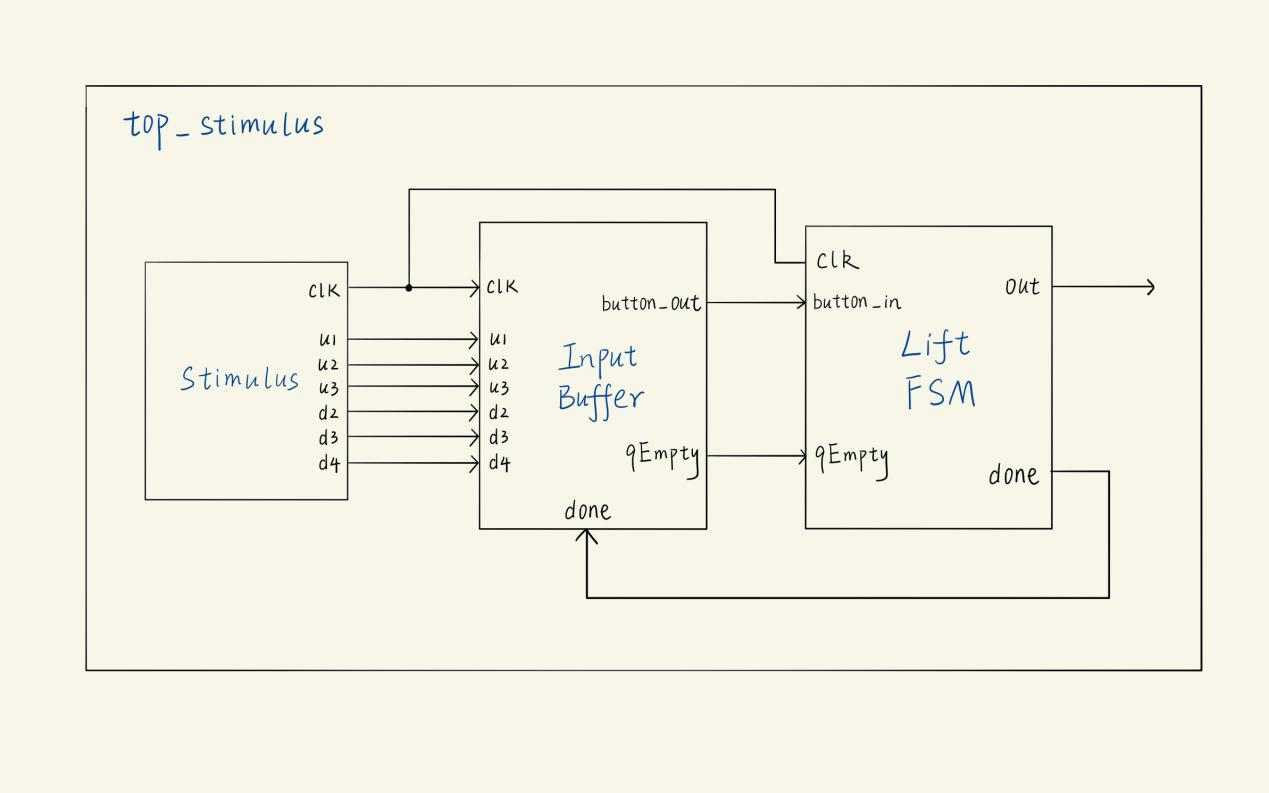 top_stimulus
Stimulus
clk
u1
u2
u3
d2
d3
d4
clk
u1
u2
u3
d2
d3
d4
Input
Buffer
button_out
qEmpty
done
clk
button_in
qEmpty
Lift
FSM
out
done